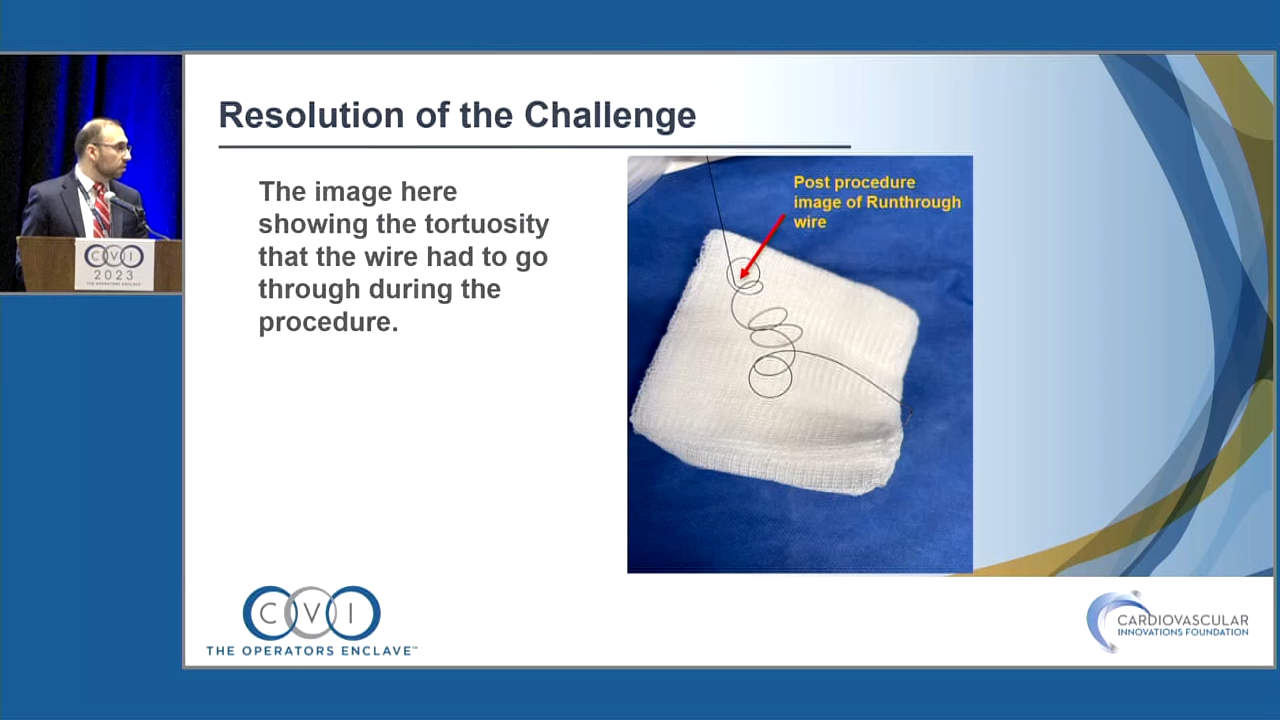 Resolution of the Challenge
The image here
showing the tortuosity
that the wire had to go
through during the
procedure.
Post procedure
image of Runthrough
wire
CVI
2023
THE OPERATORS ENCLAVE
CVI
THE OPERATORS ENCLAVE™
CARDIOVASCULAR
INNOVATIONS FOUNDATION